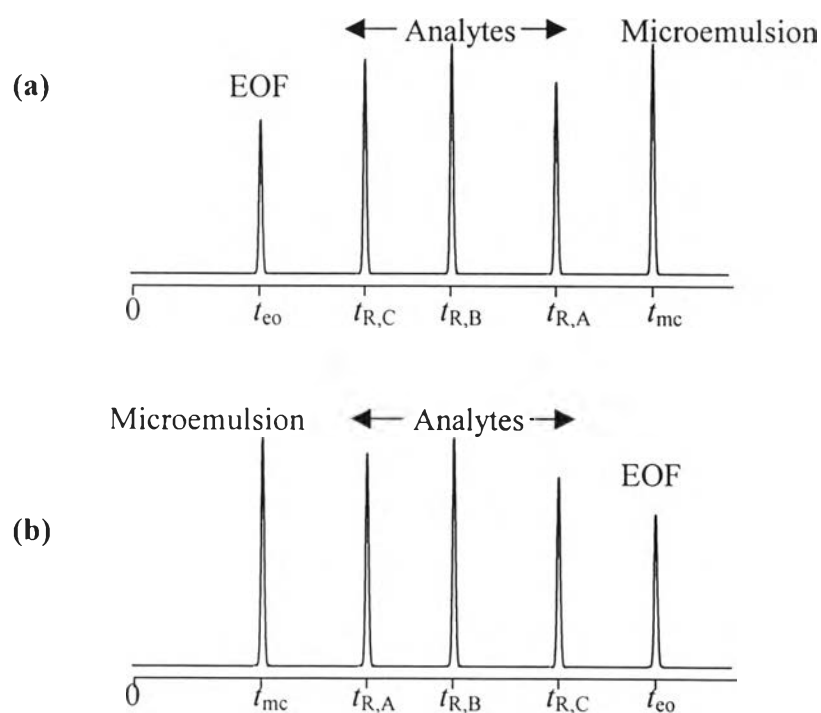 Analytes Microemulsion
(a)
EOF
0 t_eo t_R,C t_R,B t_R,A t_mc
Microemulsion Analytes
EOF
(b)
0 t_mc t_R,A t_R,B t_R,C t_eo